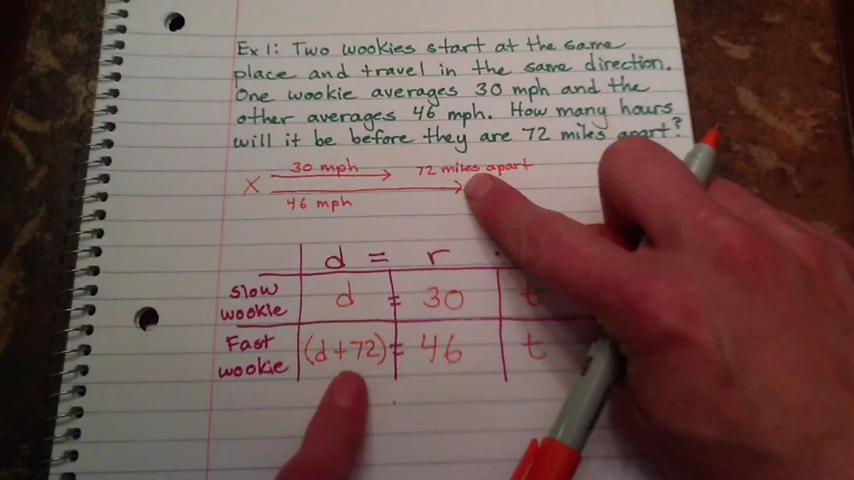 Ex 1: Two wookies start at the same
place and travel in the same direction.
One wookie averages 30 mph and the
other averages 46 mph. How many hours
will it be before they are 72 miles apart?
30 mph 72 miles apart
X
46 mph
d = r ·
slow wookie d = 30 t
Fast wookie (d+72) = 46 t